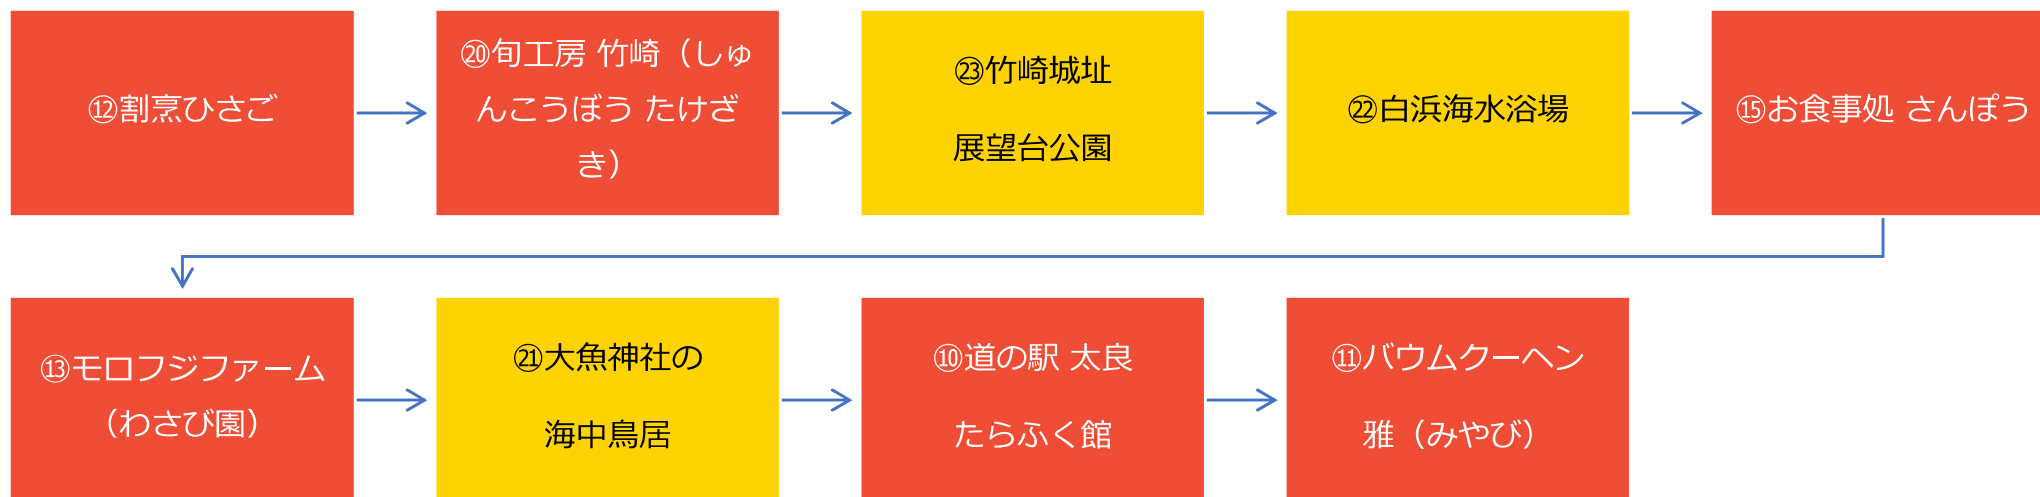 ⑫割烹ひさご
⑳旬工房 竹崎（しゅ
んこうぼう たけざ
き）
㉓竹崎城址
展望台公園
㉒白浜海水浴場
⑮お食事処 さんぽう
⑬モロフジファーム
（わさび園）
㉑大魚神社の
海中鳥居
⑩道の駅 太良
たらふく館
⑪バウムクーヘン
雅（みやび）